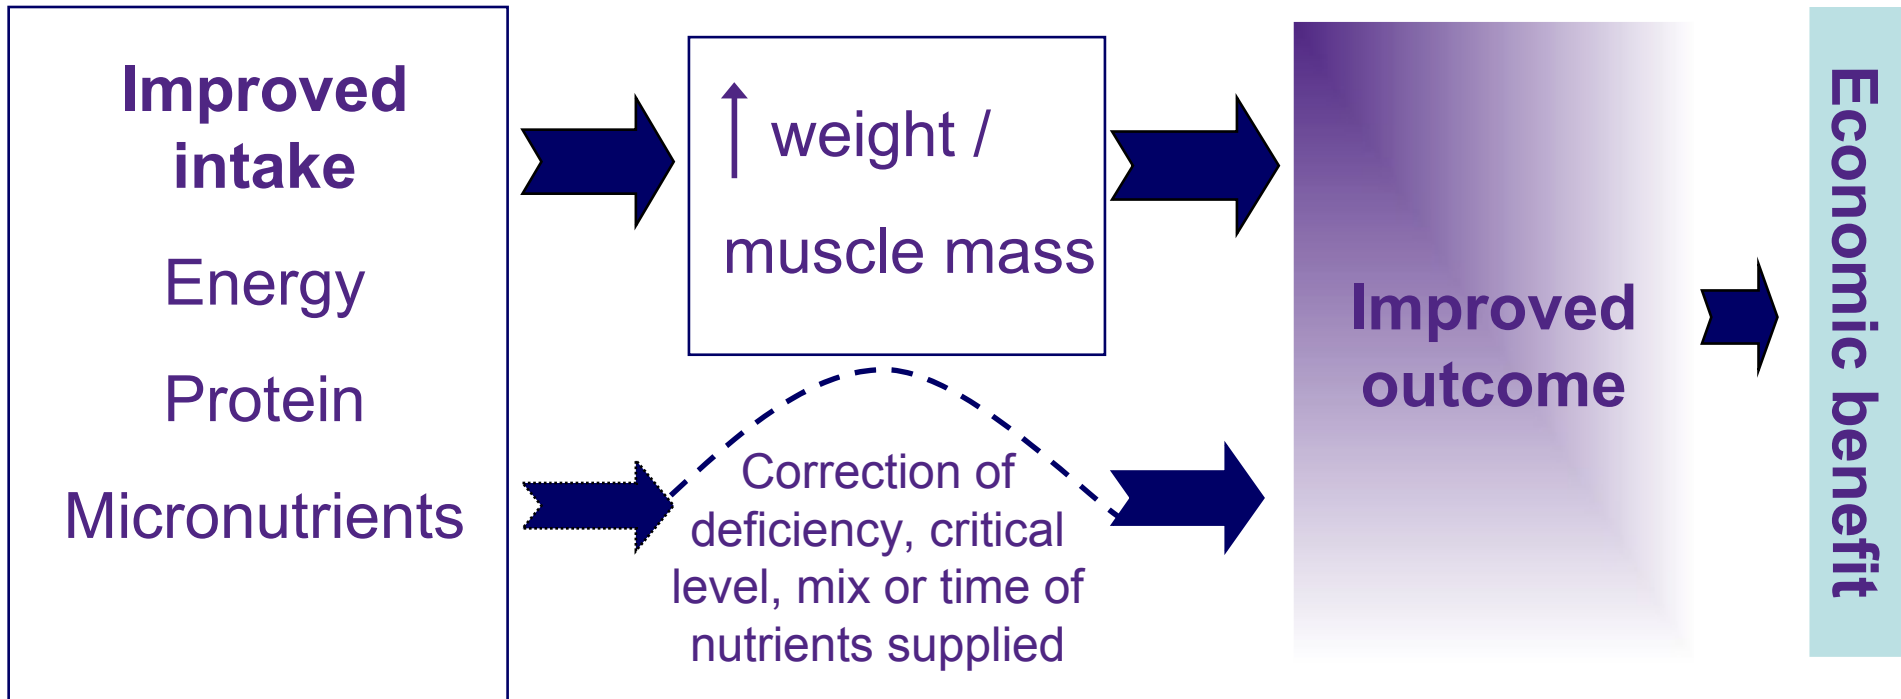 Improved
intake
Energy
Protein
Micronutrients
weight /
muscle mass
Correction of
deficiency, critical
level, mix or time of
nutrients supplied
Improved
outcome
Economic benefit